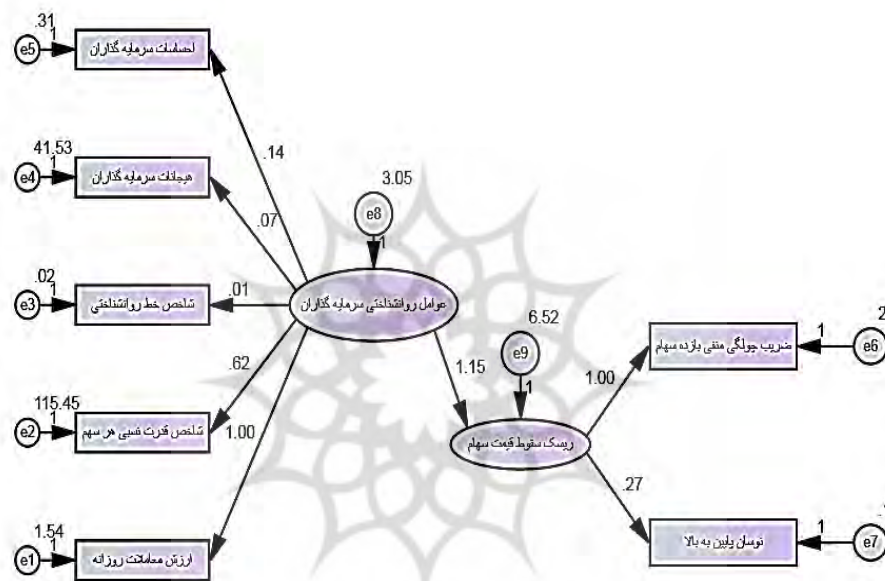 .31
1
e5
احساسات سرمایه گذاران
.14
41.53
1
e4
هیجانات سرمایه گذاران
.07
3.05
e8
1
.02
1
e3
شاخص خط روانشناختی
.01
عوامل روانشناختی سرمایه گذاران
6.52
e9
1
1.15
2
ضریب چولگی منفی بازده سهام
1
e6
1.00
.62
115.45
1
e2
شاخص قدرت نسبی هر سهم
1.00
ریسک سقوط قیمت سهام
.27
1.54
1
e1
ارزش معاملات روزانه
نوسان پایین به بالا
1
e7